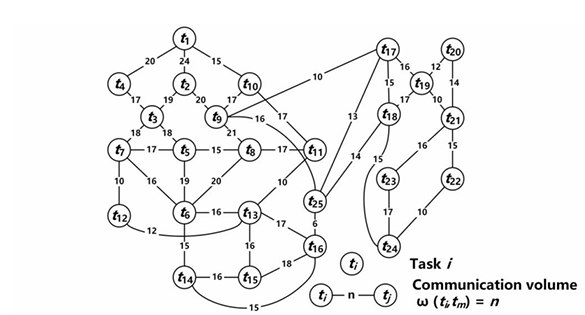 t1 t17 t20
20 24 15 16 12
t4 t2 t10 10 15 t19 14
17 19 20 17 17 10
t3 t9 16 17 13 t18 t21
18 18 21 16 15
t7 17 t5 15 t8 17 t11 14 15
10 16 19 20 10 t23 t22
t12 t6 16 t13 t25 17 10
12 17 6
15 16 t16 t24
18 ti Task i
t14 16 t15 Communication volume
15 ti n tj ω (ti, tm) = n